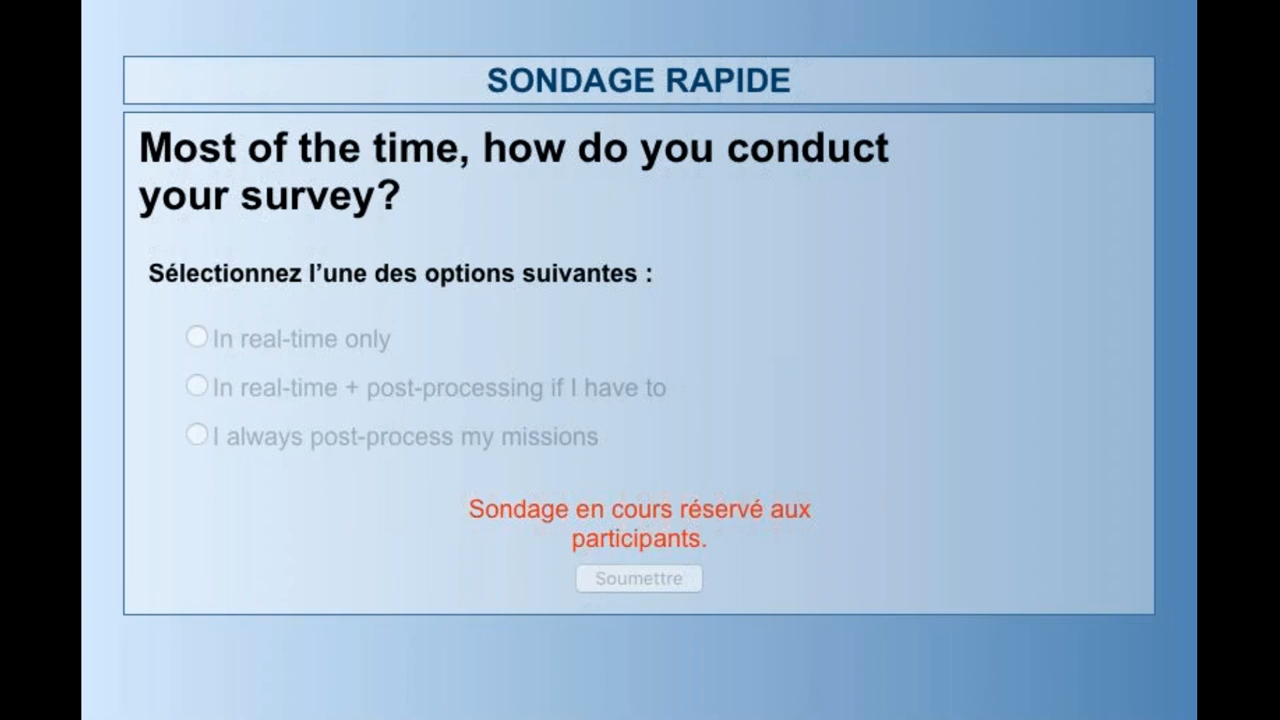 SONDAGE RAPIDE
Most of the time, how do you conduct
your survey?
Sélectionnez l’une des options suivantes :
In real-time only
In real-time + post-processing if I have to
I always post-process my missions
Sondage en cours réservé aux
participants.
Soumettre